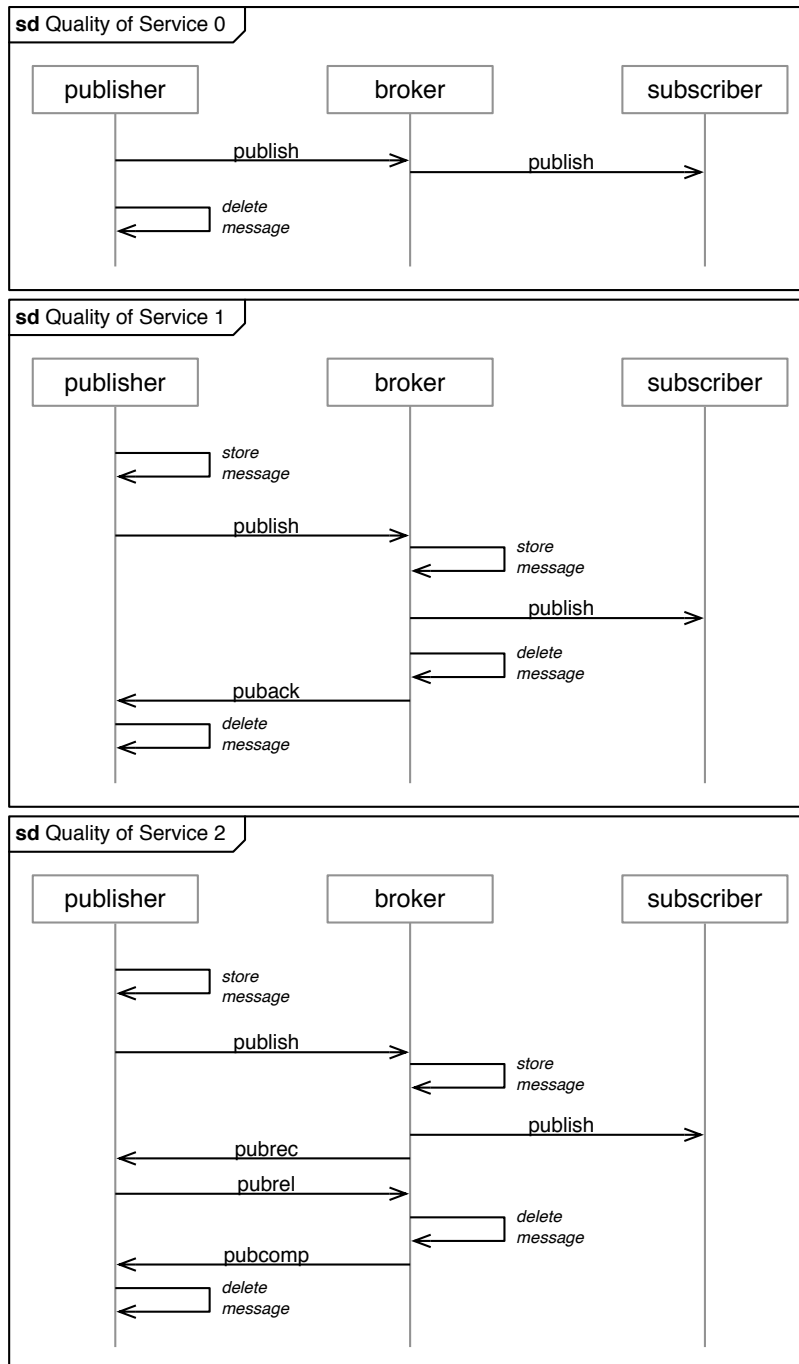 sd Quality of Service 0
publisher
broker
subscriber
publish
publish
delete
message
sd Quality of Service 1
publisher
broker
subscriber
store
message
publish
store
message
publish
delete
message
puback
delete
message
sd Quality of Service 2
publisher
broker
subscriber
store
message
publish
store
message
publish
pubrec
pubrel
delete
message
pubcomp
delete
message